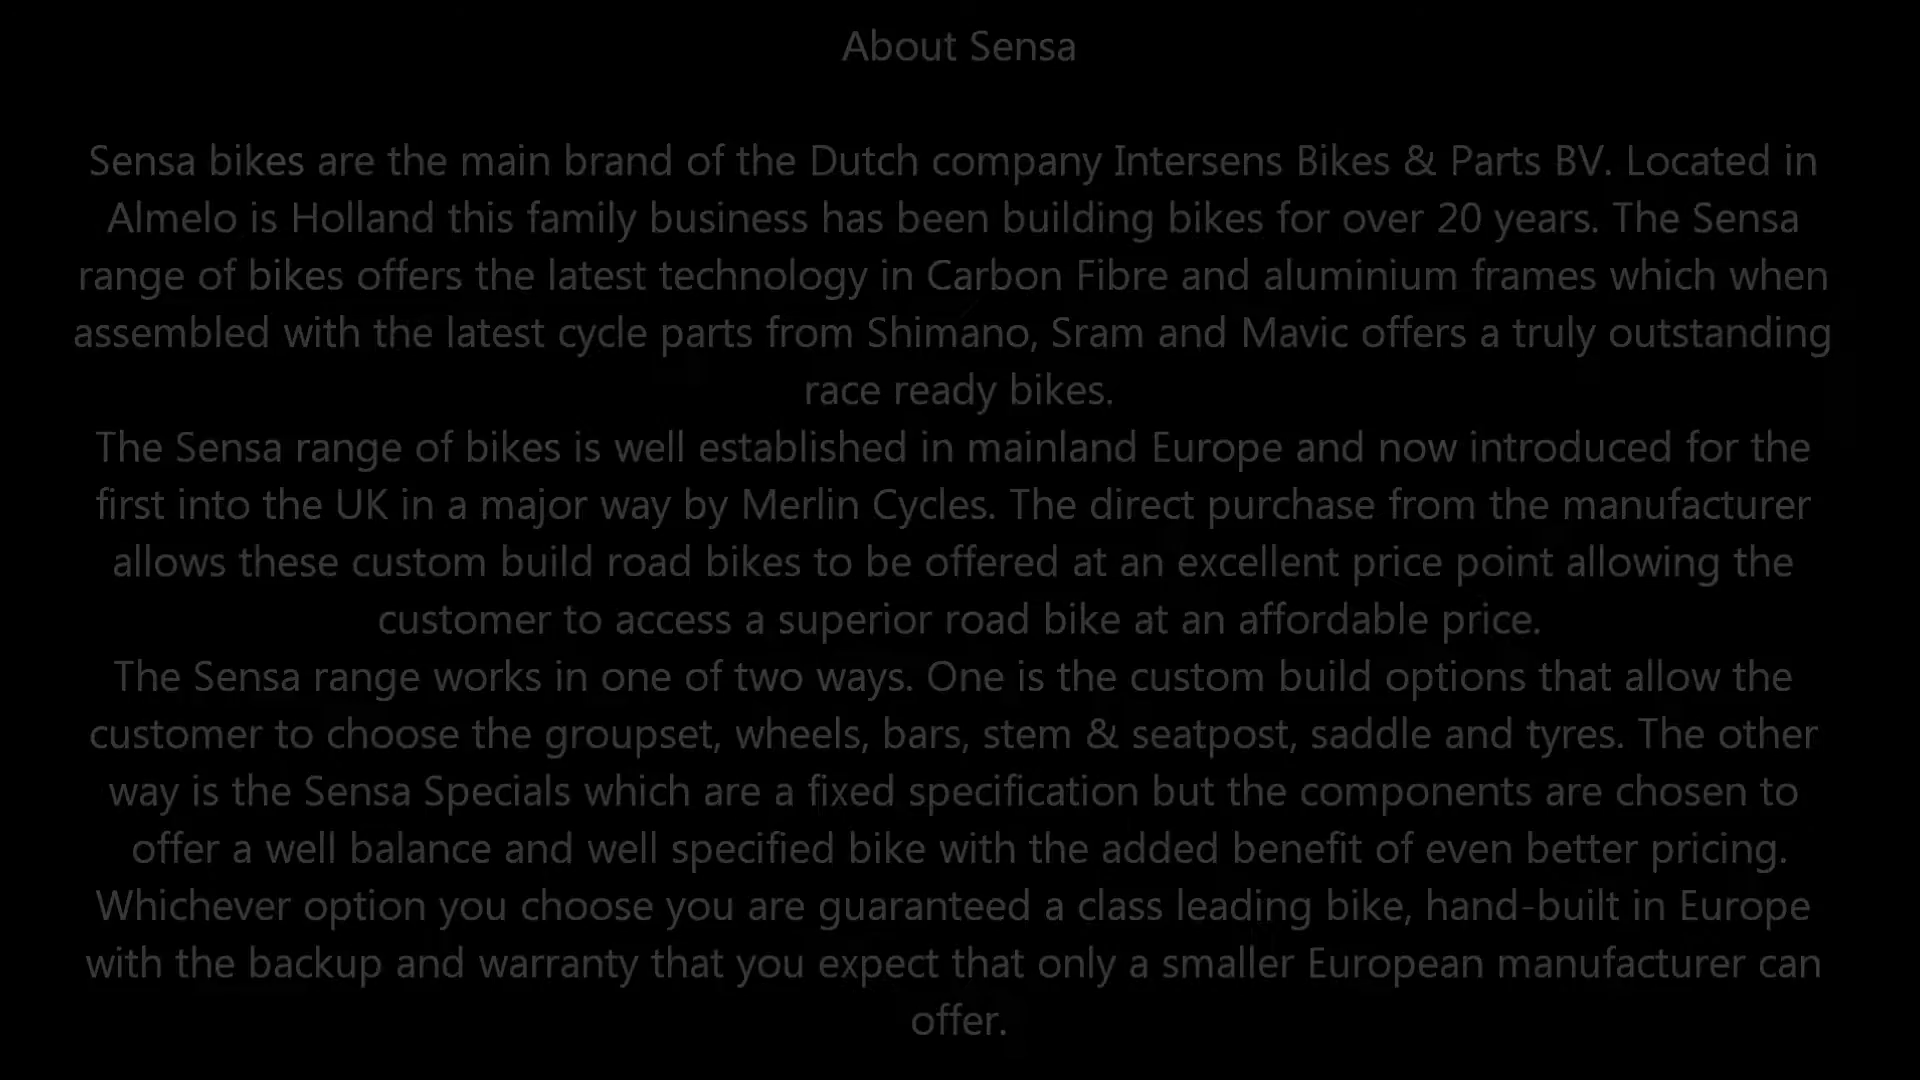 About Sensa
Sensa bikes are the main brand of the Dutch company Intersens Bikes & Parts BV. Located in
Almelo is Holland this family business has been building bikes for over 20 years. The Sensa
range of bikes offers the latest technology in Carbon Fibre and aluminium frames which when
assembled with the latest cycle parts from Shimano, Sram and Mavic offers a truly outstanding
race ready bikes.
The Sensa range of bikes is well established in mainland Europe and now introduced for the
first into the UK in a major way by Merlin Cycles. The direct purchase from the manufacturer
allows these custom build road bikes to be offered at an excellent price point allowing the
customer to access a superior road bike at an affordable price.
The Sensa range works in one of two ways. One is the custom build options that allow the
customer to choose the groupset, wheels, bars, stem & seatpost, saddle and tyres. The other
way is the Sensa Specials which are a fixed specification but the components are chosen to
offer a well balance and well specified bike with the added benefit of even better pricing.
Whichever option you choose you are guaranteed a class leading bike, hand-built in Europe
with the backup and warranty that you expect that only a smaller European manufacturer can
offer.